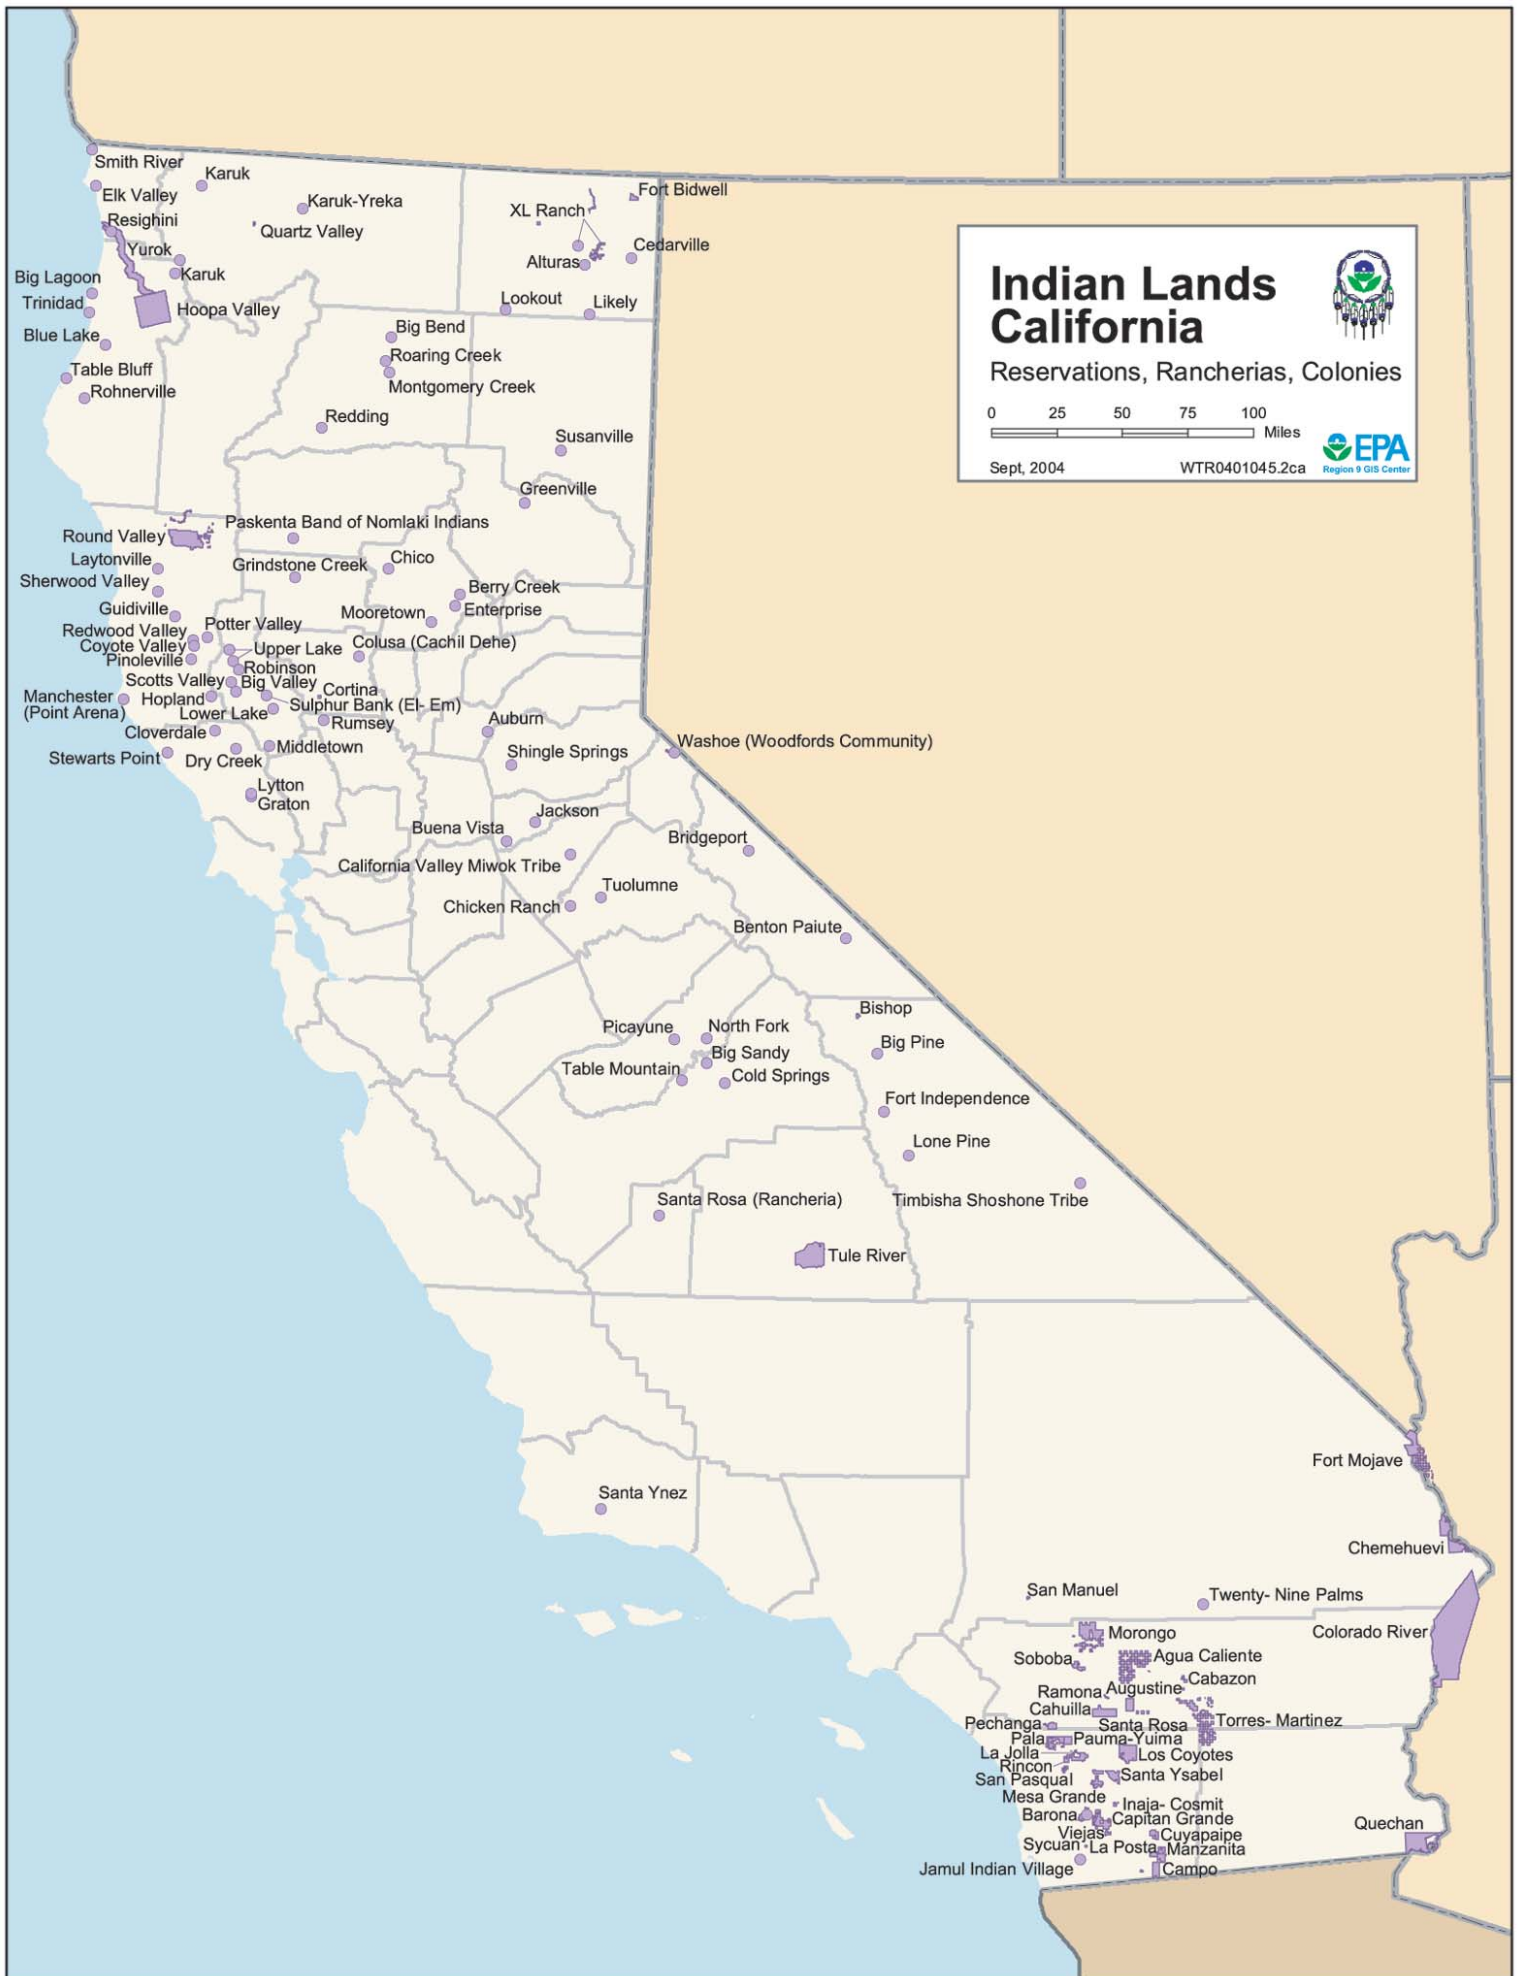 Smith River
Karuk
Elk Valley
Karuk-Yreka
Fort Bidwell
XL Ranch
Resighini
Quartz Valley
Yurok
Cedarville
Karuk
Alturas
Big Lagoon
Trinidad
Hoopa Valley
Lookout
Likely
Blue Lake
Big Bend
Roaring Creek
Table Bluff
Montgomery Creek
Rohnerville
Redding
Susanville
Greenville
Indian Lands
California
Reservations, Rancherias, Colonies
0 25 50 75 100
Miles
Sept, 2004
WTR0401045.2ca
EPA
Region 9 GIS Center
Paskenta Band of Nomlaki Indians
Round Valley
Laytonville
Grindstone Creek
Chico
Sherwood Valley
Berry Creek
Guidiville
Mooretown
Enterprise
Potter Valley
Redwood Valley
Coyote Valley
Upper Lake
Colusa (Cachil Dehe)
Pinoleville
Robinson
Scotts Valley
Big Valley
Cortina
Manchester
(Point Arena)
Hopland
Sulphur Bank (El- Em)
Lower Lake
Rumsey
Auburn
Cloverdale
Middletown
Washoe (Woodfords Community)
Stewarts Point
Dry Creek
Shingle Springs
Lytton
Graton
Jackson
Buena Vista
Bridgeport
California Valley Miwok Tribe
Tuolumne
Chicken Ranch
Benton Paiute
Bishop
Picayune
North Fork
Big Pine
Big Sandy
Table Mountain
Cold Springs
Fort Independence
Lone Pine
Santa Rosa (Rancheria)
Timbisha Shoshone Tribe
Tule River
Fort Mojave
Santa Ynez
Chemehuevi
San Manuel
Twenty- Nine Palms
Morongo
Colorado River
Soboba
Agua Caliente
Cabazon
Ramona
Augustine
Cahuilla
Pechanga
Santa Rosa
Torres- Martinez
Pala
Pauma-Yuima
La Jolla
Los Coyotes
Rincon
San Pasqual
Santa Ysabel
Mesa Grande
Inaja- Cosmit
Barona
Capitan Grande
Viejas
Cuyapaipe
Quechan
Sycuan
La Posta
Manzanita
Jamul Indian Village
Campo